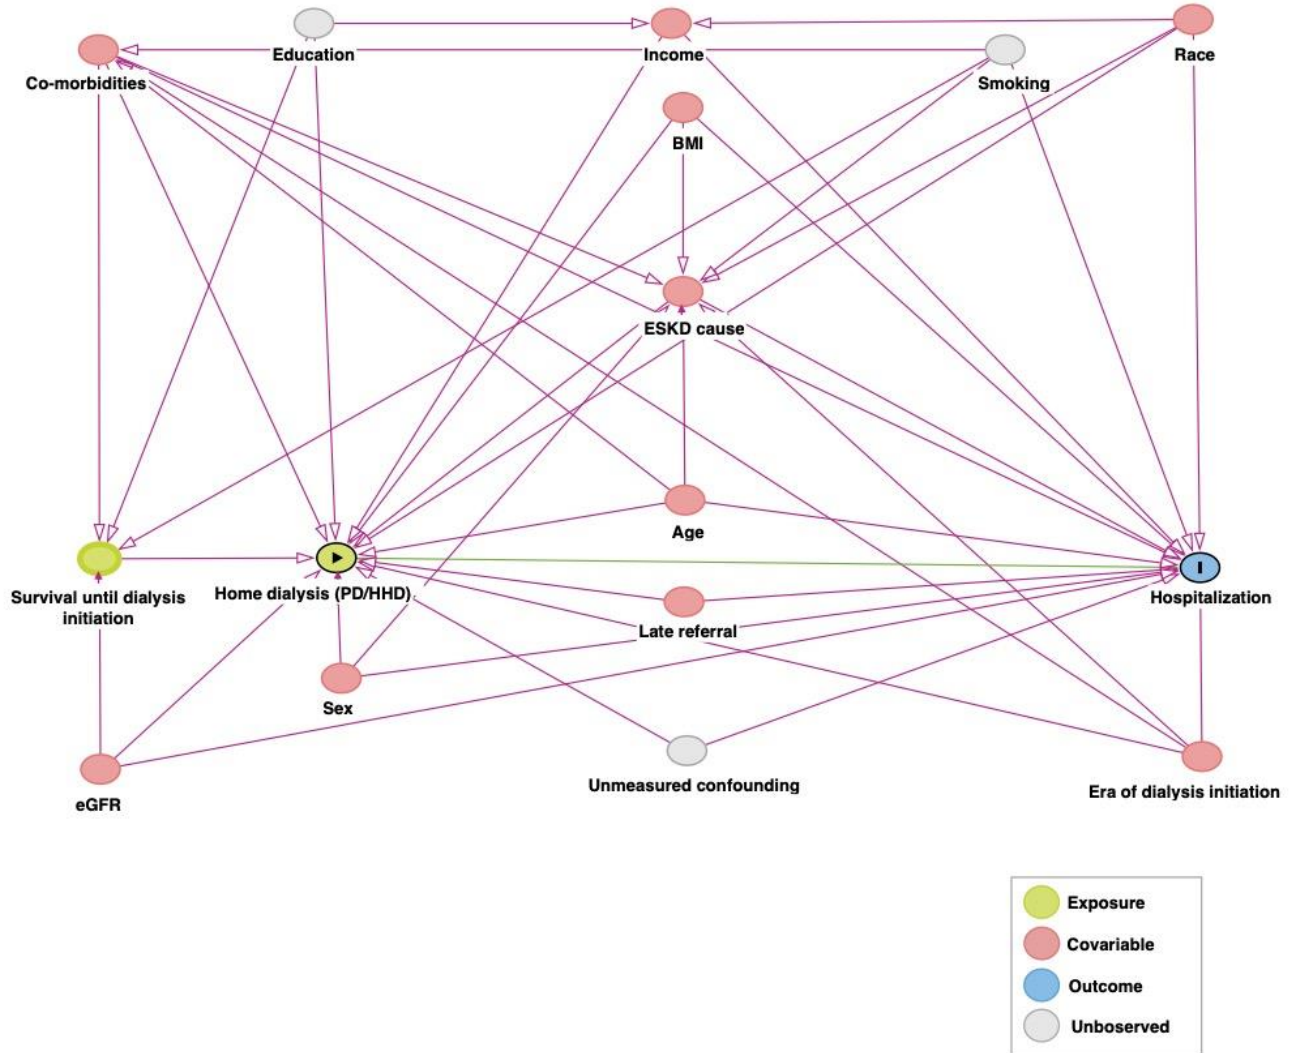 Education
Income
Race
Co-morbidities
Smoking
BMI
ESKD cause
Age
Survival until dialysis
initiation
Home dialysis (PD/HHD)
Hospitalization
Late referral
Sex
Unmeasured confounding
eGFR
Era of dialysis initiation
Exposure
Covariable
Outcome
Unboserved